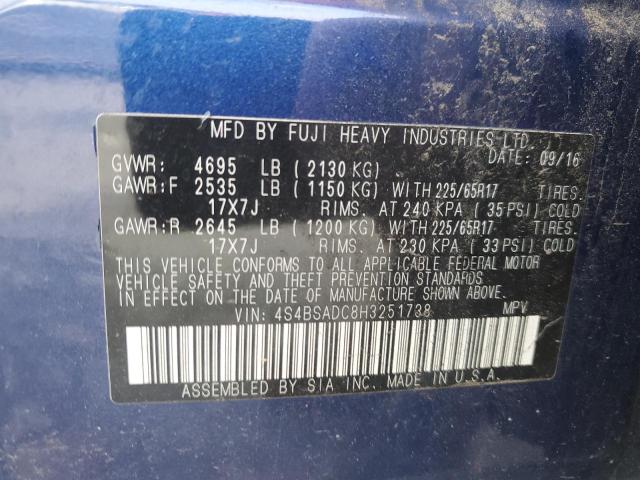 MFD BY FUJI HEAVY INDUSTRIES LTD.
DATE: 09/16
GVWR: 4695 LB ( 2130 KG)
GAWR:F 2535 LB ( 1150 KG) WITH 225/65R17 TIRES.
17X7J RIMS. AT 240 KPA ( 35 PSI) COLD
GAWR:R 2645 LB ( 1200 KG) WITH 225/65R17 TIRES.
17X7J RIMS. AT 230 KPA ( 33 PSI) COLD
THIS VEHICLE CONFORMS TO ALL APPLICABLE FEDERAL MOTOR
VEHICLE SAFETY AND THEFT PREVENTION STANDARDS
IN EFFECT ON THE DATE OF MANUFACTURE SHOWN ABOVE.
VIN: 4S4BSADC8H3251738 MPV
ASSEMBLED BY SIA INC. MADE IN U.S.A.